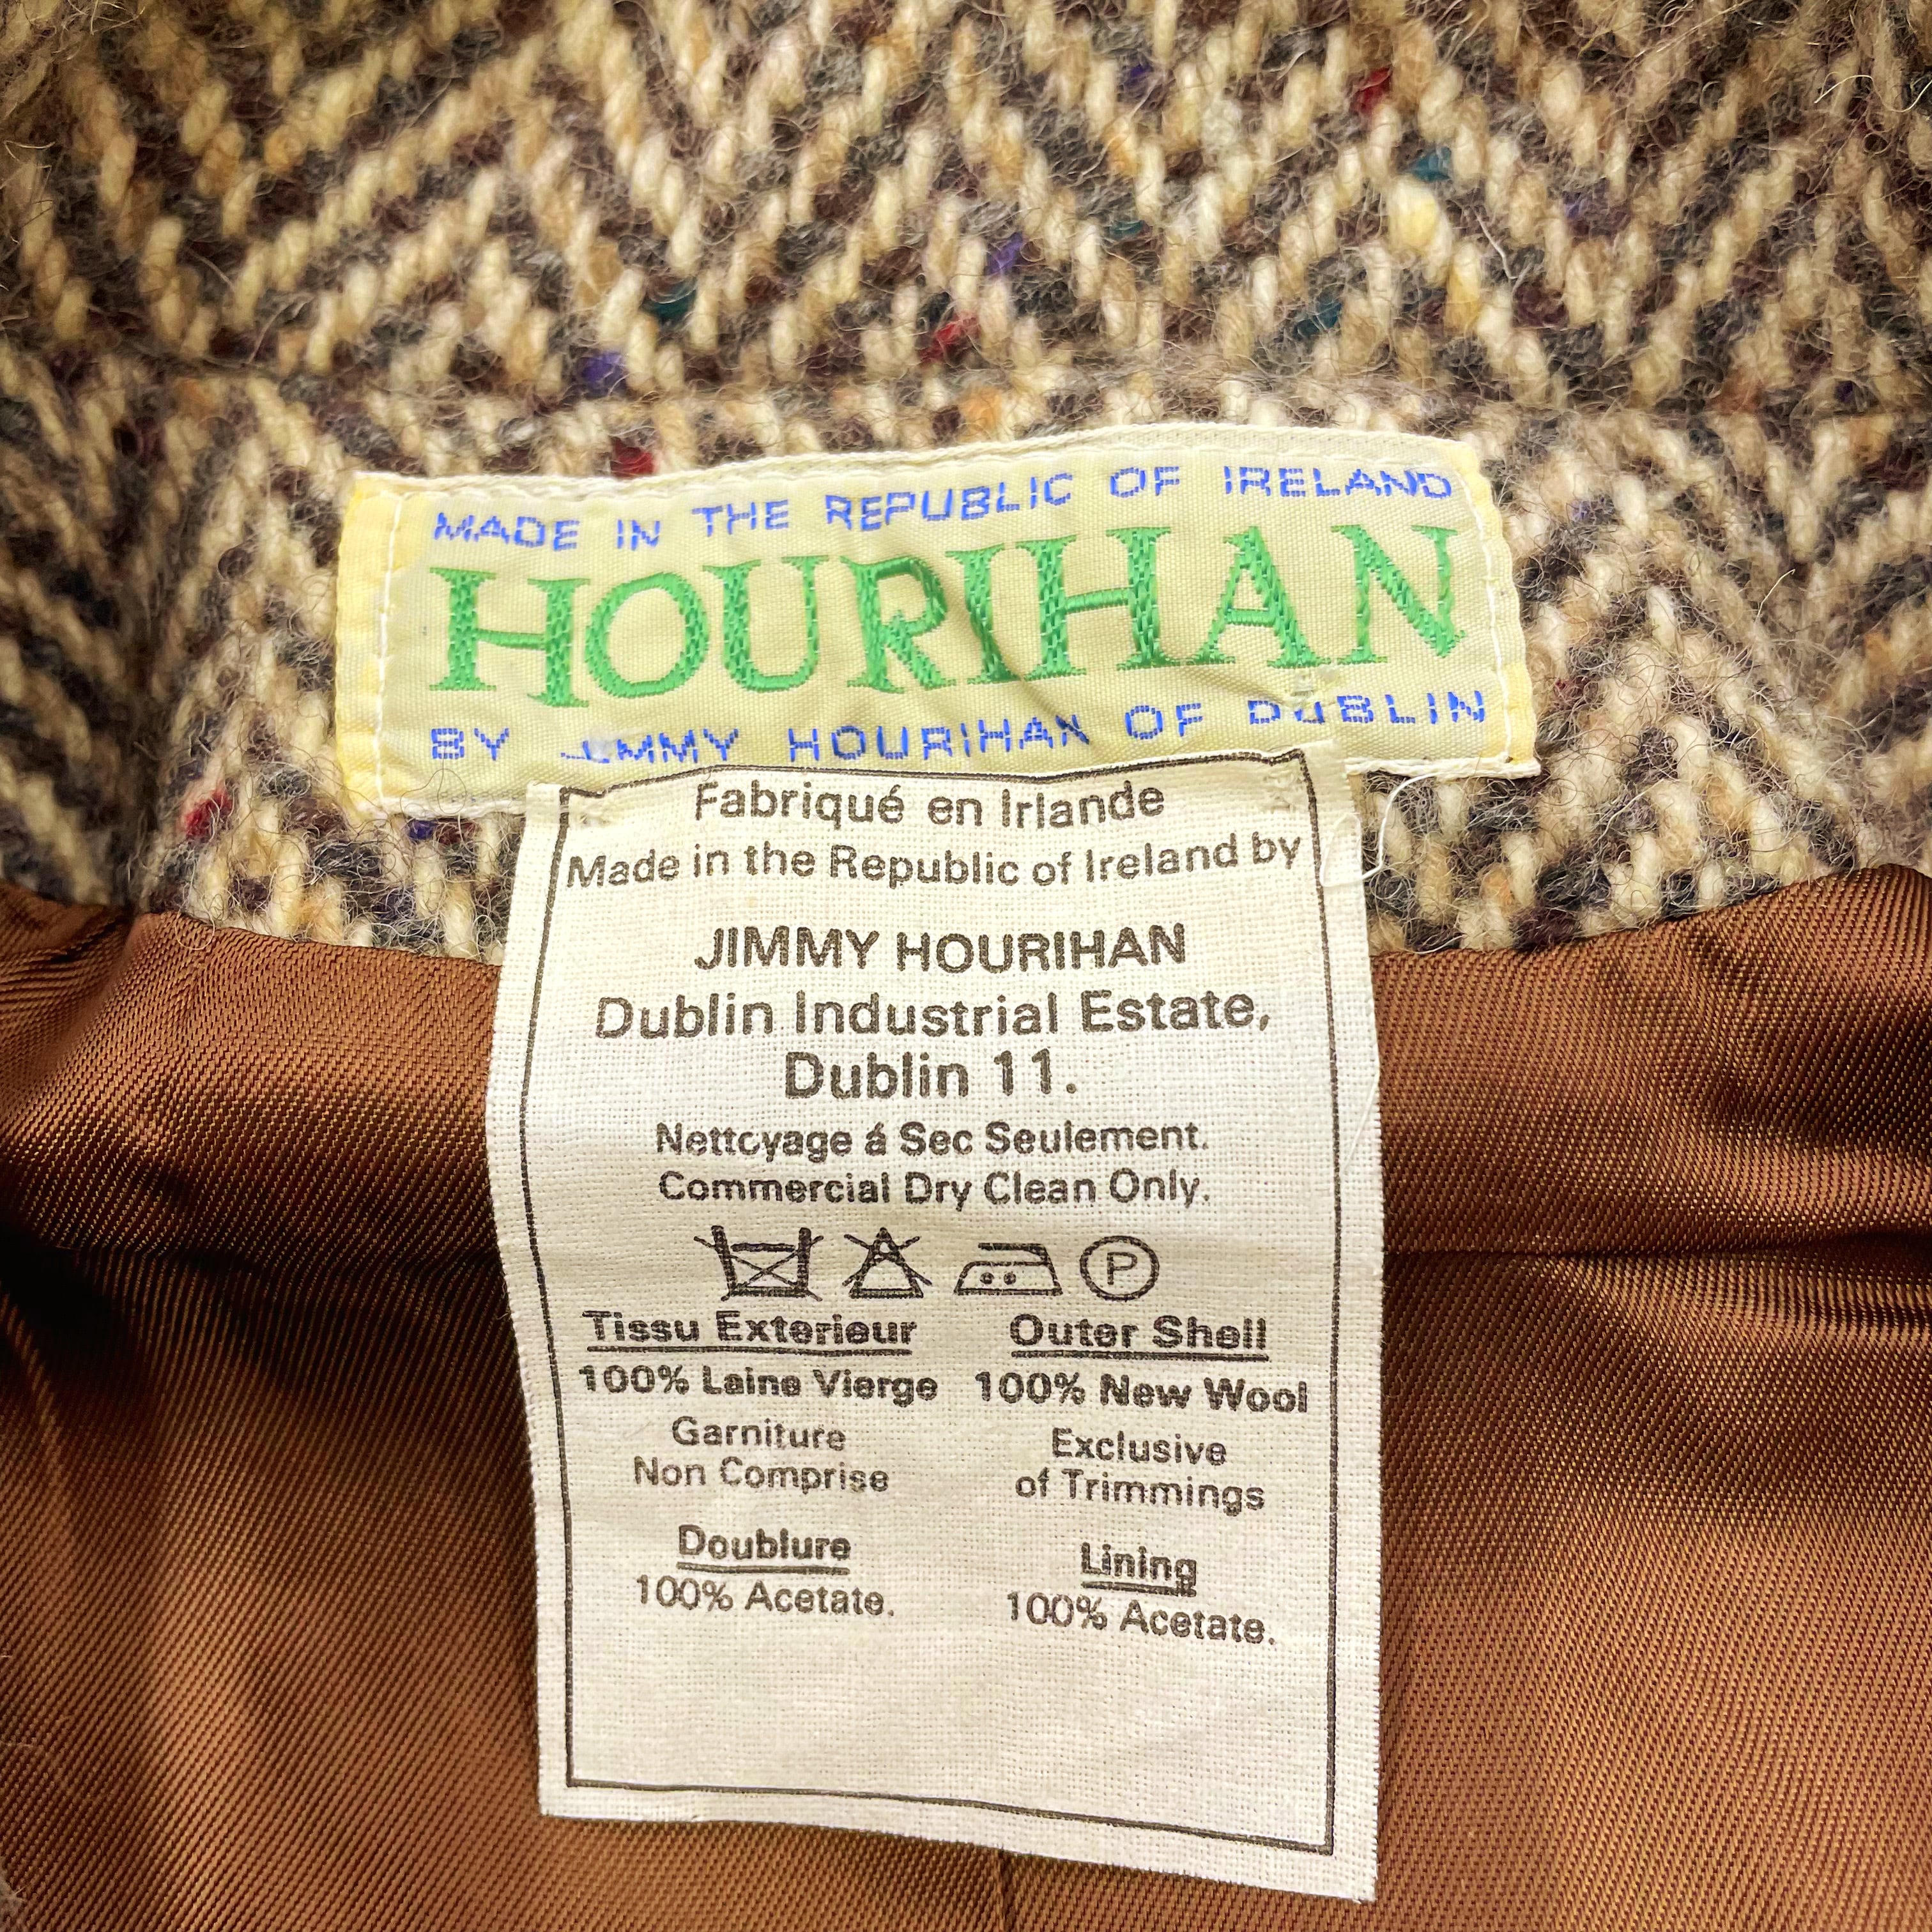 MADE IN THE REPUBLIC OF IRELAND
HOURIHAN
BY JIMMY HOURIHAN OF DUBLIN
Fabriqué en Irlande
Made in the Republic of Ireland by
JIMMY HOURIHAN
Dublin Industrial Estate,
Dublin 11.
Nettoyage á Sec Seulement.
Commercial Dry Clean Only.
P
Tissu Exterieur Outer Shell
100% Laine Vierge 100% New Wool
Garniture Exclusive
Non Comprise of Trimmings
Doublure Lining
100% Acetate. 100% Acetate.